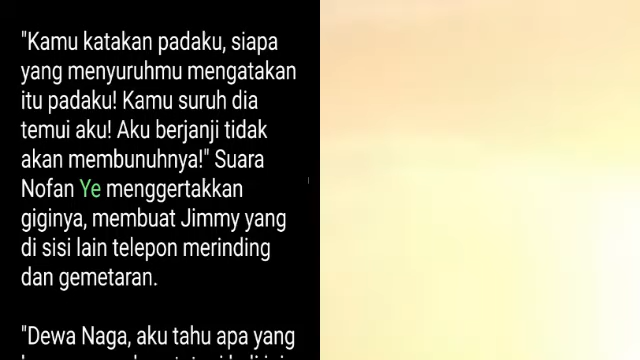 "Kamu katakan padaku, siapa
yang menyuruhmu mengatakan
itu padaku! Kamu suruh dia
temui aku! Aku berjanji tidak
akan membunuhnya!" Suara
Nofan Ye menggertakkan
giginya, membuat Jimmy yang
di sisi lain telepon merinding
dan gemetaran.
"Dewa Naga, aku tahu apa yang